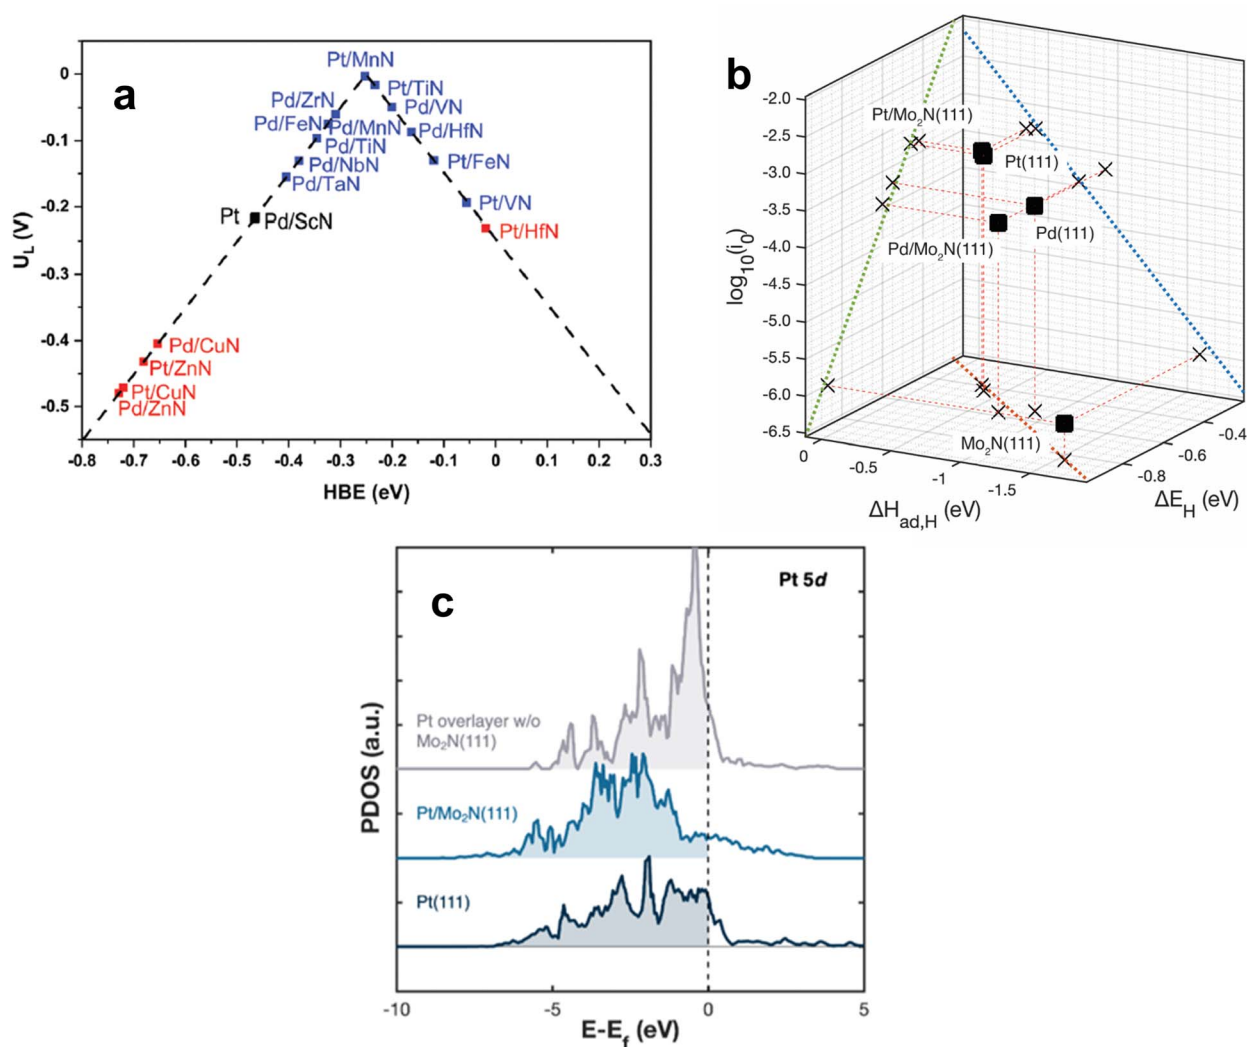 a
U_L (V)
0
-0.1
-0.2
-0.3
-0.4
-0.5
Pt/MnN
Pt/TiN
Pd/ZrN
Pd/VN
Pd/FeN
Pd/MnN
Pd/HfN
Pd/TiN
Pd/NbN
Pt/FeN
Pd/TaN
Pt/VN
Pt
Pd/ScN
Pt/HfN
Pd/CuN
Pt/ZnN
Pt/CuN
Pd/ZnN
-0.8 -0.7 -0.6 -0.5 -0.4 -0.3 -0.2 -0.1 0 0.1 0.2 0.3
HBE (eV)
b
log₁₀(i₀)
-2.0
-2.5
-3.0
-3.5
-4.0
-4.5
-5.0
-5.5
-6.0
-6.5
Pt/Mo₂N(111)
Pt(111)
Pd(111)
Pd/Mo₂N(111)
Mo₂N(111)
0 -0.5 -1 -1.5
ΔH_ad,H (eV)
-0.8 -0.6 -0.4
ΔE_H (eV)
c
Pt 5d
PDOS (a.u.)
Pt overlayer w/o
Mo₂N(111)
Pt/Mo₂N(111)
Pt(111)
-10 -5 0 5
E-E_f (eV)